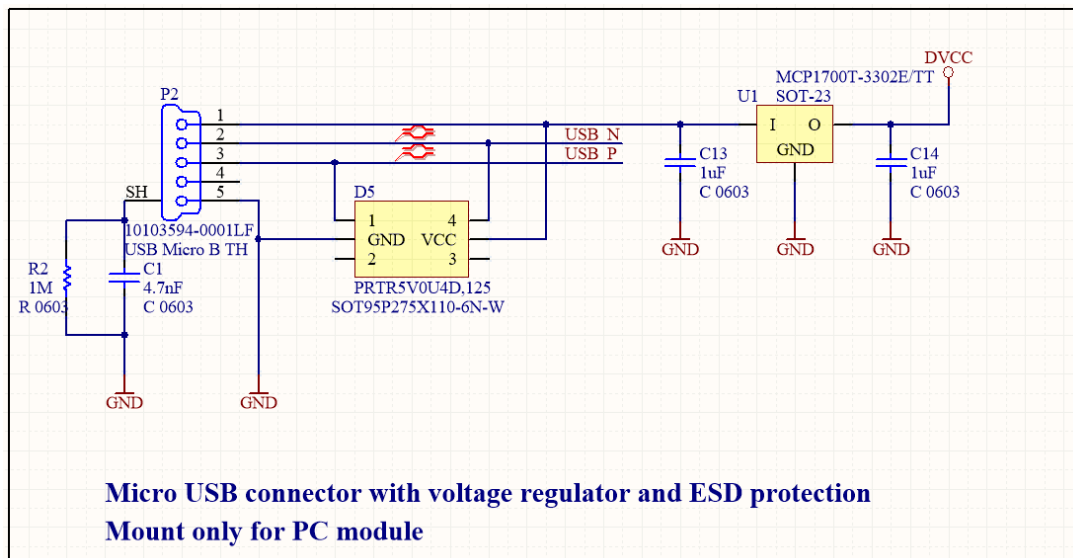 DVCC
MCP1700T-3302E/TT
P2
U1 SOT-23
1
2
USB_N
I O
3
USB_P
GND
4
C13
C14
1uF
1uF
SH
5
D5
C 0603
C 0603
10103594-0001LF
1 4
USB Micro B TH
GND VCC
GND
GND
GND
2 3
R2
C1
1M
4.7nF
PRTR5V0U4D,125
R 0603
C 0603
SOT95P275X110-6N-W
GND
GND
Micro USB connector with voltage regulator and ESD protection
Mount only for PC module